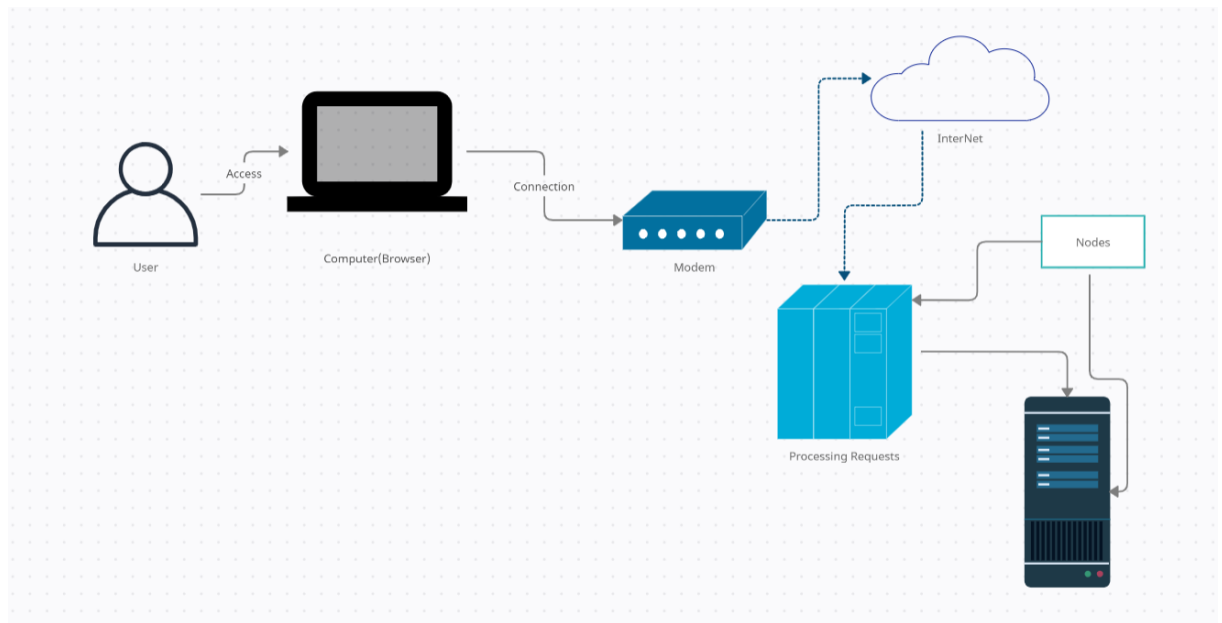 Access
User
Computer(Browser)
Connection
Modem
InterNet
Nodes
Processing Requests